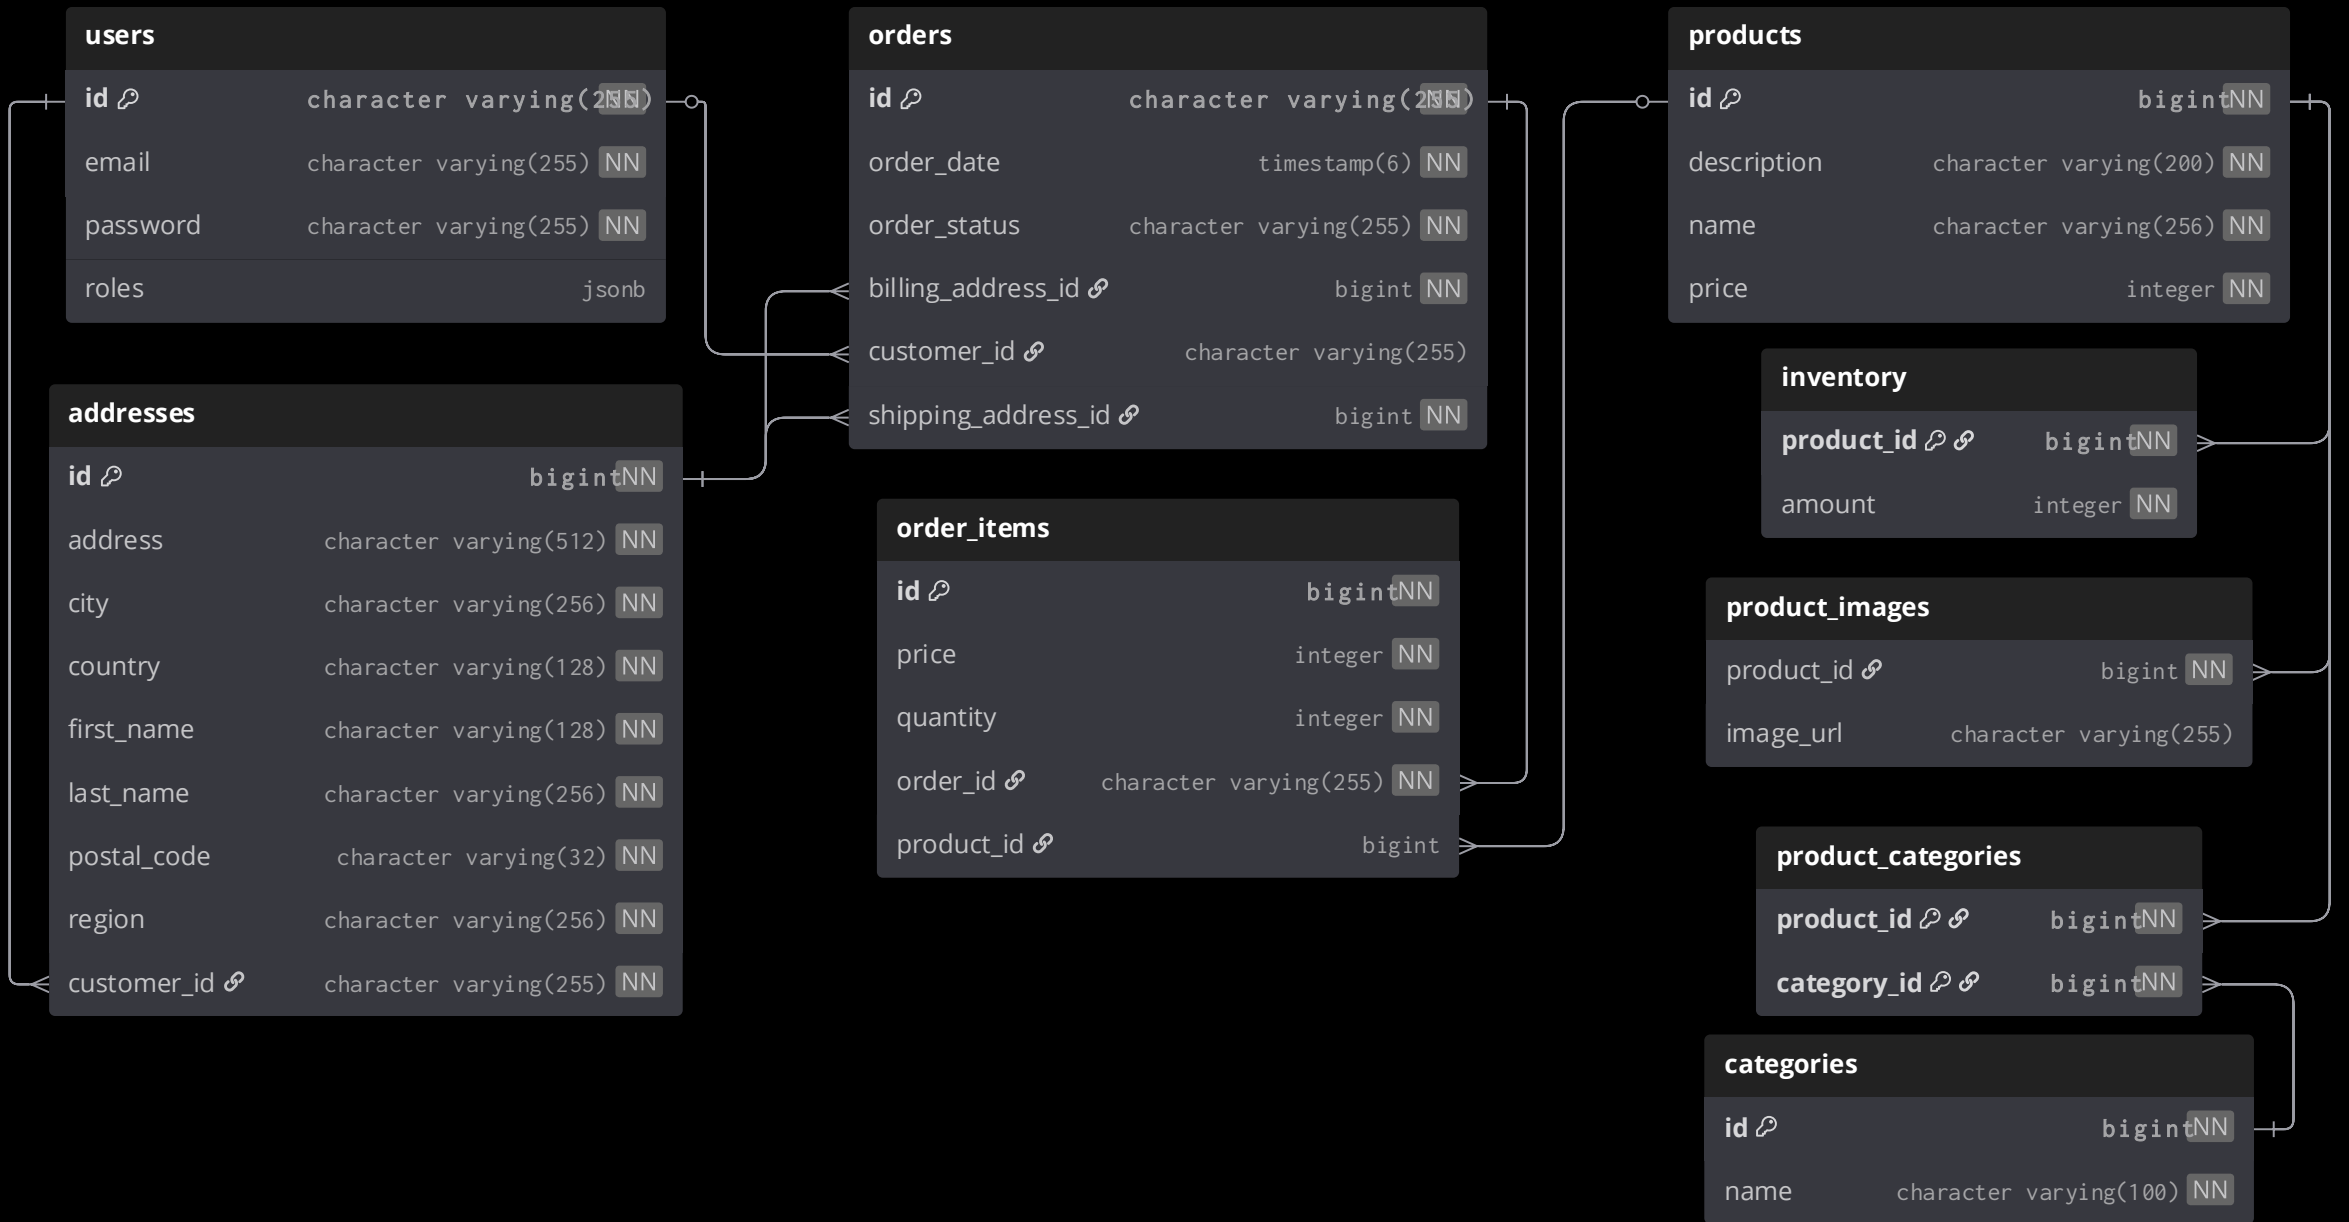 users
id character varying(255) NN
email character varying(255) NN
password character varying(255) NN
roles jsonb
addresses
id bigint NN
address character varying(512) NN
city character varying(256) NN
country character varying(128) NN
first_name character varying(128) NN
last_name character varying(256) NN
postal_code character varying(32) NN
region character varying(256) NN
customer_id character varying(255) NN
orders
id character varying(255) NN
order_date timestamp(6) NN
order_status character varying(255) NN
billing_address_id bigint NN
customer_id character varying(255)
shipping_address_id bigint NN
order_items
id bigint NN
price integer NN
quantity integer NN
order_id character varying(255) NN
product_id bigint
products
id bigint NN
description character varying(200) NN
name character varying(256) NN
price integer NN
inventory
product_id bigint NN
amount integer NN
product_images
product_id bigint NN
image_url character varying(255)
product_categories
product_id bigint NN
category_id bigint NN
categories
id bigint NN
name character varying(100) NN